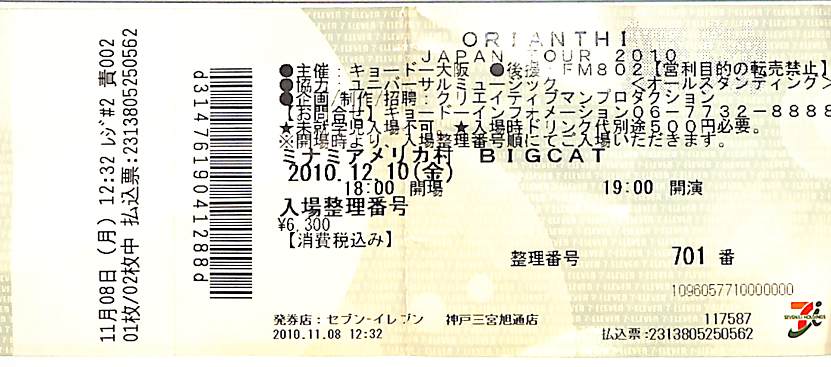 11月08日 (月) 12:32 ﾚｼﾞ#2 責002
01枚/02枚中 払込票:2313805250562
d31476190412​88d
ORIANTHI
JAPAN TOUR 2010
●主催：キョードー大阪 ●後援：FM802【営利目的の転売禁止】
●協力：ユニバーサルミュージック <オールスタンディング>
●企画/制作/招聘：クリエイティブマンプロダクション
【お問合せ】キョードーインフォメーション06-7732-8888
★未就学児入場不可 ★入場時ドリンク代別途500円必要。
※開場時より、入場整理番号順にてご入場いただきます。
ミナミアメリカ村 BIGCAT
2010.12.10(金)
18:00 開場 19:00 開演
入場整理番号
¥6,300
【消費税込み】
整理番号 701 番
1096057710000000
発券店：セブン-イレブン 神戸三宮旭通店 117587
2010.11.08 12:32 払込票:2313805250562
SEVEN&i HOLDINGS